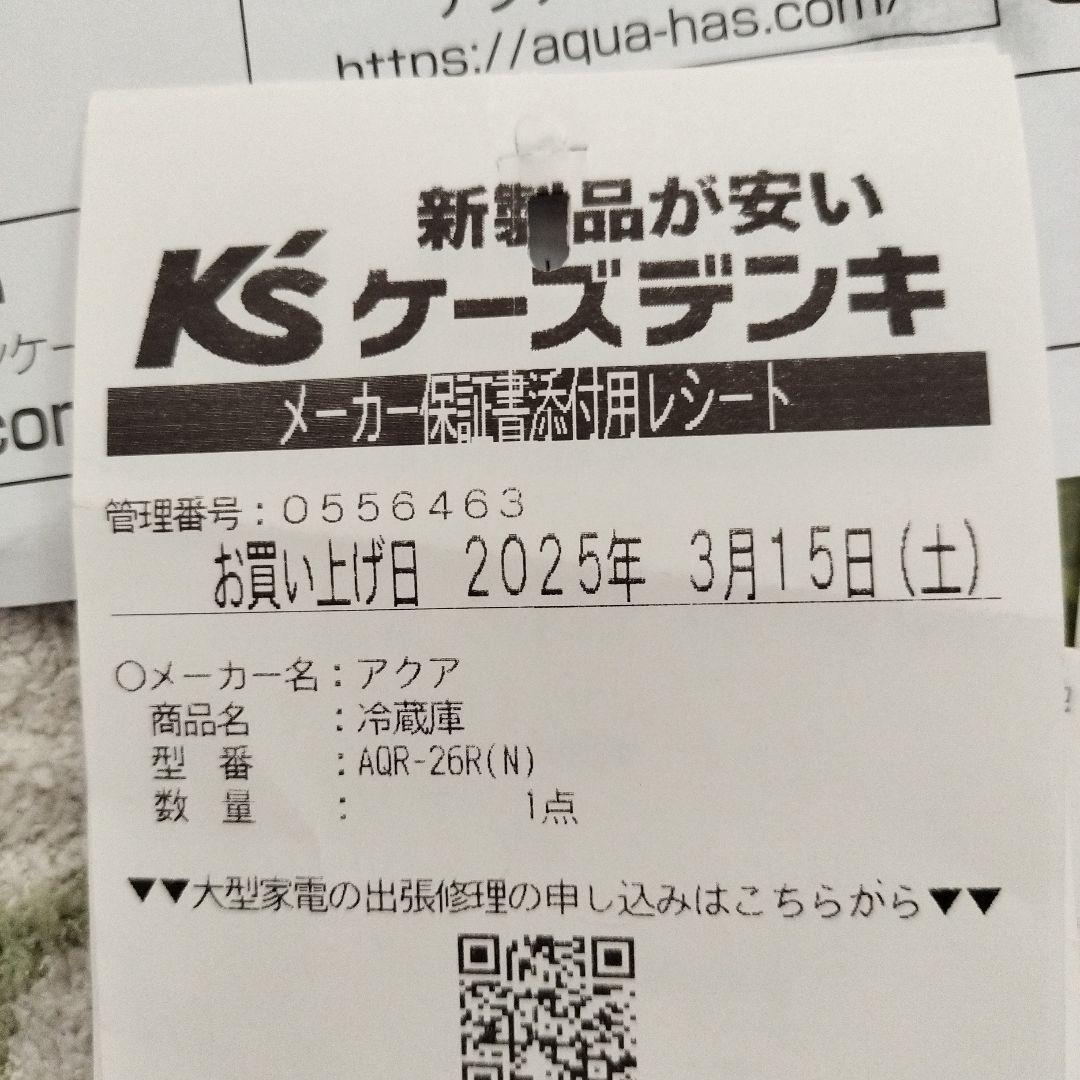 https://aqua-has.com/
新製品が安い
K's ケーズデンキ
メーカー保証書添付用レシート
管理番号：0556463
お買い上げ日 2025年 3月15日(土)
○メーカー名：アクア
商品名 ：冷蔵庫
型 番 ：AQR-26R(N)
数 量 ： 1点
▼▼大型家電の出張修理の申し込みはこちらから▼▼